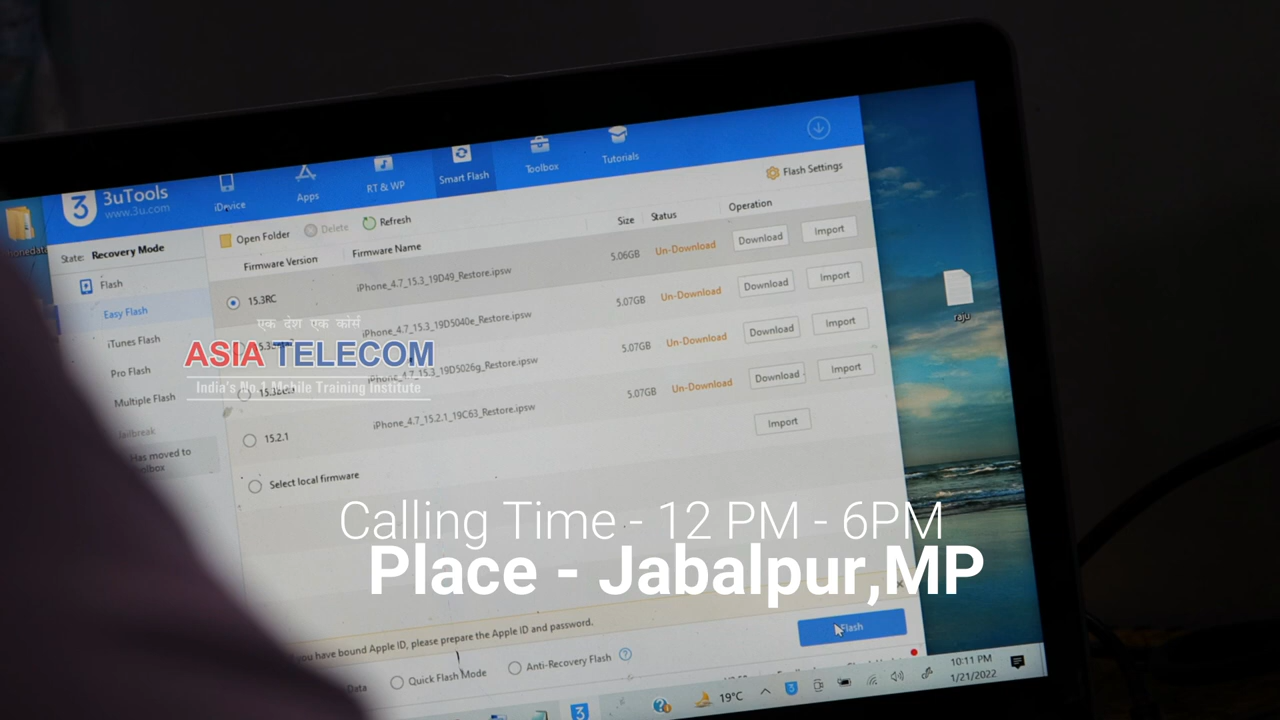 3uTools
www.3u.com
iDevice
Apps
RT & WP
Smart Flash
Toolbox
Tutorials
State: Recovery Mode
Open Folder
Delete
Refresh
Flash Settings
Firmware Version
Firmware Name
Size
Status
Operation
Flash
Easy Flash
iTunes Flash
Pro Flash
Multiple Flash
Jailbreak
Has moved to
15.3RC
iPhone_4.7_15.3_19D49_Restore.ipsw
5.06GB
Un-Download
Download
Import
iPhone_4.7_15.3_19D5040e_Restore.ipsw
5.07GB
Un-Download
Download
Import
iPhone_4.7_15.3_19D5026g_Restore.ipsw
5.07GB
Un-Download
Download
Import
15.2.1
iPhone_4.7_15.2.1_19C63_Restore.ipsw
5.07GB
Un-Download
Download
Import
Select local firmware
Import
एक देश एक कोर्स
ASIA TELECOM
India's No.1 Mobile Training Institute
raju
Calling Time - 12 PM - 6PM
Place - Jabalpur,MP
you have bound Apple ID, please prepare the Apple ID and password.
Flash
Data
Quick Flash Mode
Anti-Recovery Flash
19°C
10:11 PM
1/21/2022